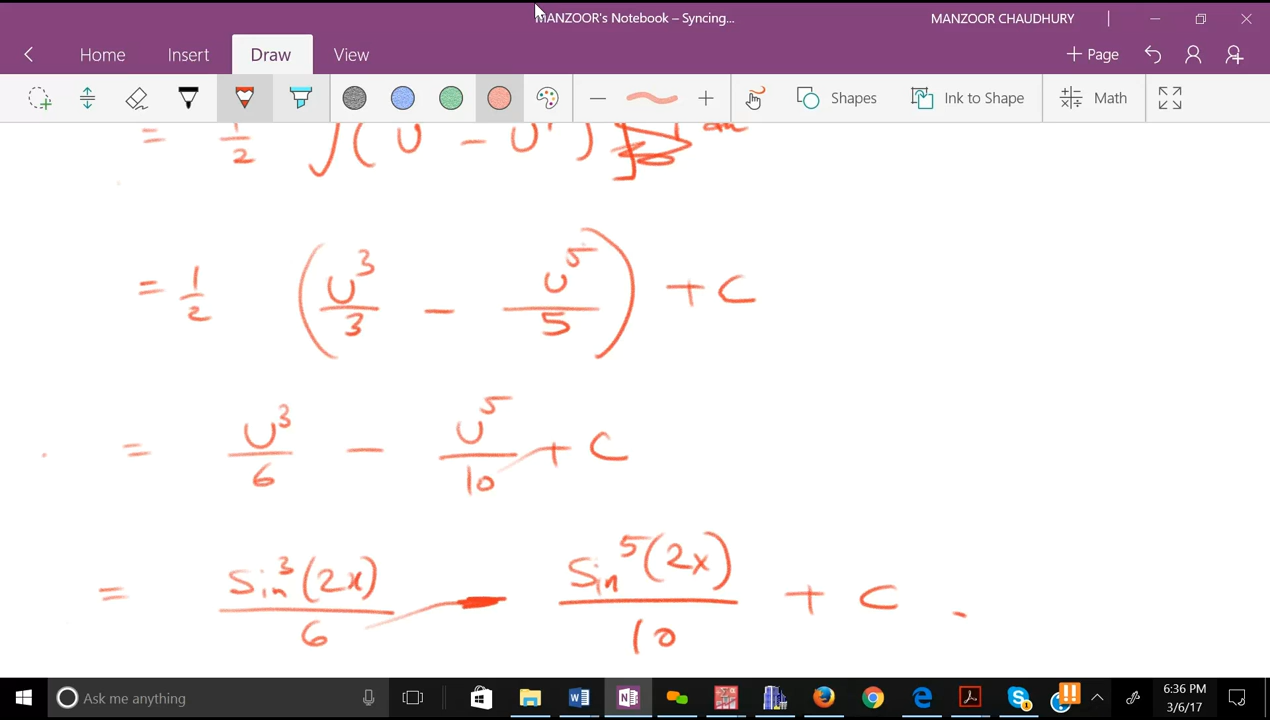 MANZOOR's Notebook – Syncing... MANZOOR CHAUDHURY
Home Insert Draw View Page
Shapes Ink to Shape Math
= 1/2 ∫(U - U )
= 1/2 (U^3/3 - U^5/5) + C
= U^3/6 - U^5/10 + C
= Sin^3(2x)/6 - Sin^5(2x)/10 + C .
Ask me anything 6:36 PM
3/6/17